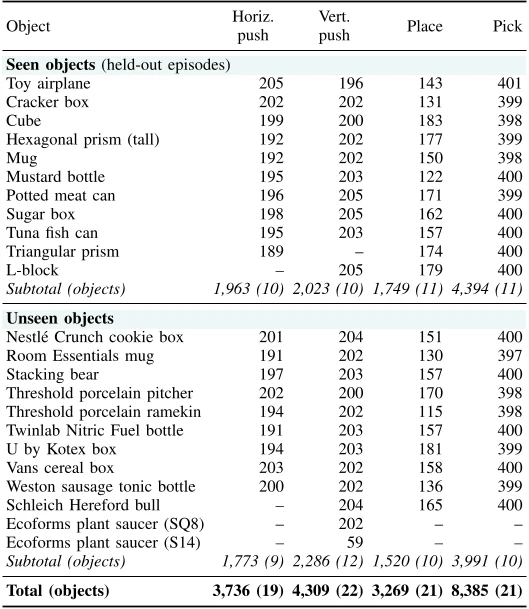 Object Horiz. push Vert. push Place Pick
Seen objects (held-out episodes)
Toy airplane 205 196 143 401
Cracker box 202 202 131 399
Cube 199 200 183 398
Hexagonal prism (tall) 192 202 177 399
Mug 192 202 150 398
Mustard bottle 195 203 122 400
Potted meat can 196 205 171 399
Sugar box 198 205 162 400
Tuna fish can 195 203 157 400
Triangular prism 189 – 174 400
L-block – 205 179 400
Subtotal (objects) 1,963 (10) 2,023 (10) 1,749 (11) 4,394 (11)
Unseen objects
Nestlé Crunch cookie box 201 204 151 400
Room Essentials mug 191 202 130 397
Stacking bear 197 203 157 400
Threshold porcelain pitcher 202 200 170 398
Threshold porcelain ramekin 194 202 115 398
Twinlab Nitric Fuel bottle 191 203 157 400
U by Kotex box 194 203 181 399
Vans cereal box 203 202 158 400
Weston sausage tonic bottle 200 202 136 399
Schleich Hereford bull – 204 165 400
Ecoforms plant saucer (SQ8) – 202 – –
Ecoforms plant saucer (S14) – 59 – –
Subtotal (objects) 1,773 (9) 2,286 (12) 1,520 (10) 3,991 (10)
Total (objects) 3,736 (19) 4,309 (22) 3,269 (21) 8,385 (21)